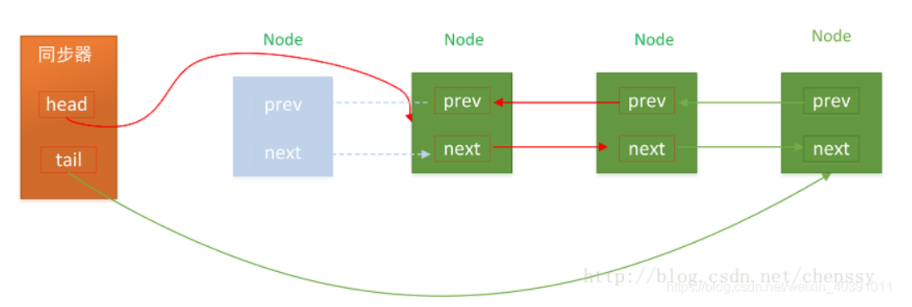 Node
Node
Node
Node
同步器
head
tail
prev
next
prev
next
prev
next
prev
next
http://blog.csdn.net/chenssy
https://blog.csdn.net/weixin_40391011